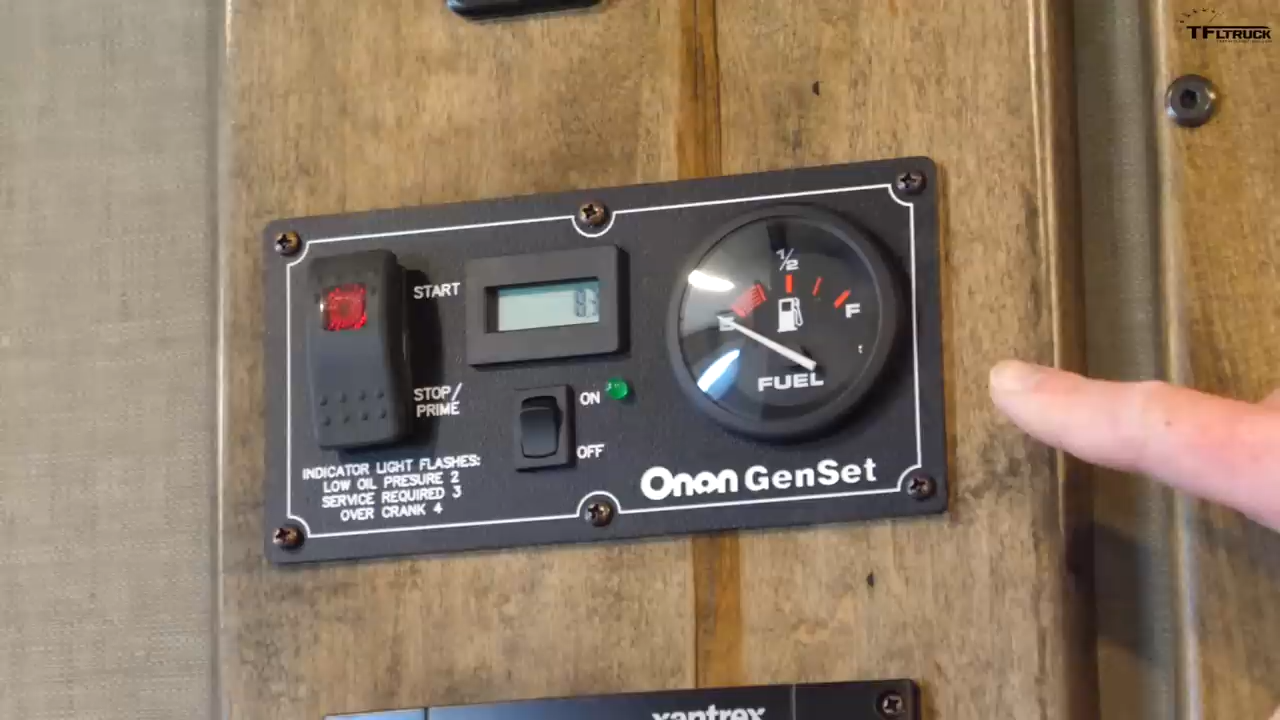 TFLTRUCK
START
STOP/
PRIME
ON
OFF
INDICATOR LIGHT FLASHES:
LOW OIL PRESURE 2
SERVICE REQUIRED 3
OVER CRANK 4
1/2
E
F
FUEL
Onan GenSet
xantrex